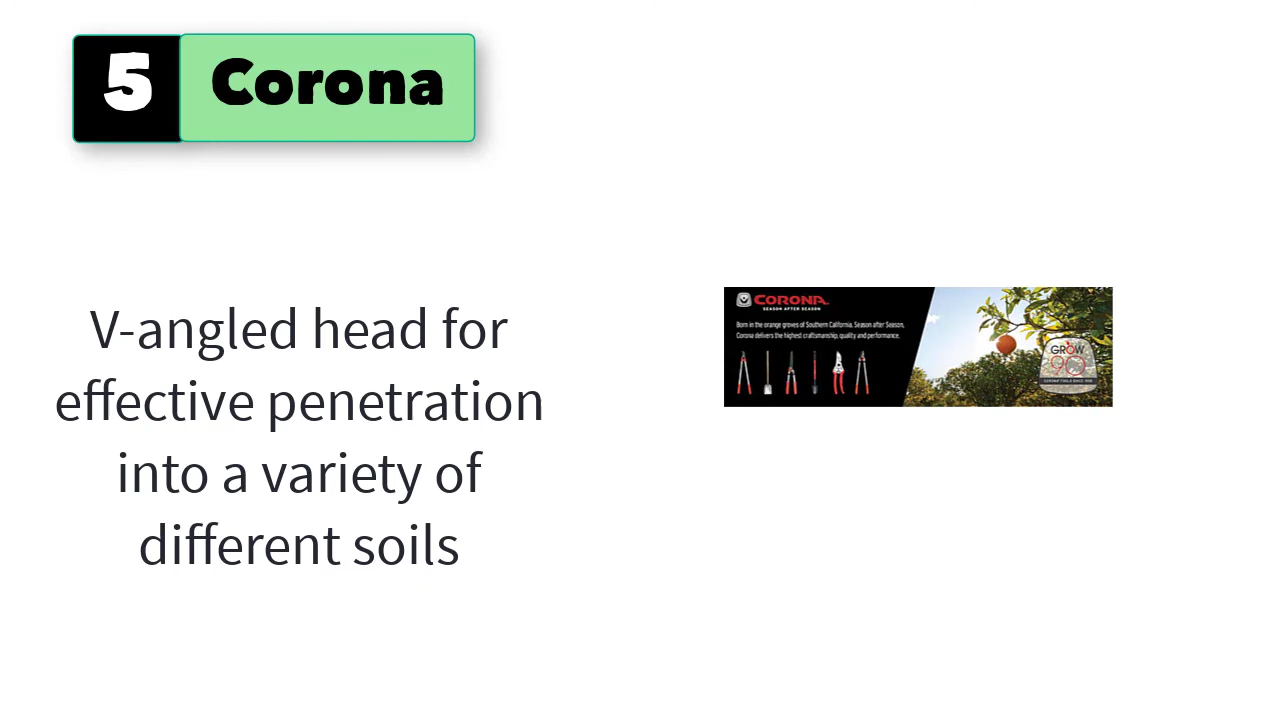 5 Corona
V-angled head for
effective penetration
into a variety of
different soils
CORONA
SEASON AFTER SEASON
Born in the orange groves of Southern California. Season after Season,
Corona delivers the highest craftsmanship, quality and performance.
GROW
90